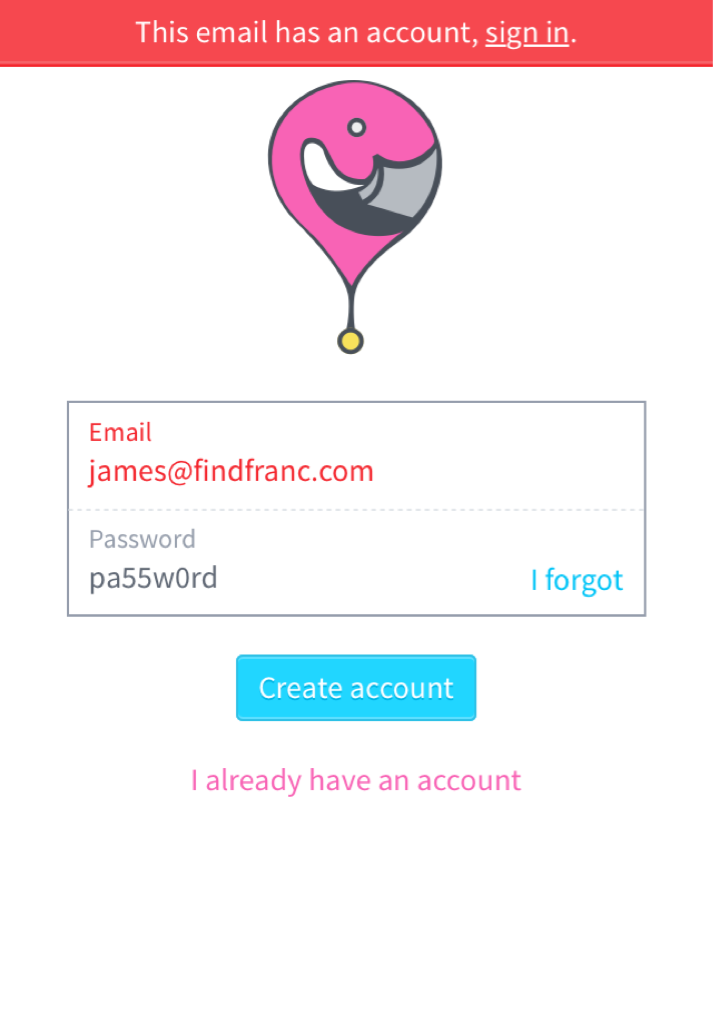 This email has an account, sign in.
Email
james@findfranc.com
Password
pa55w0rd
I forgot
Create account
I already have an account